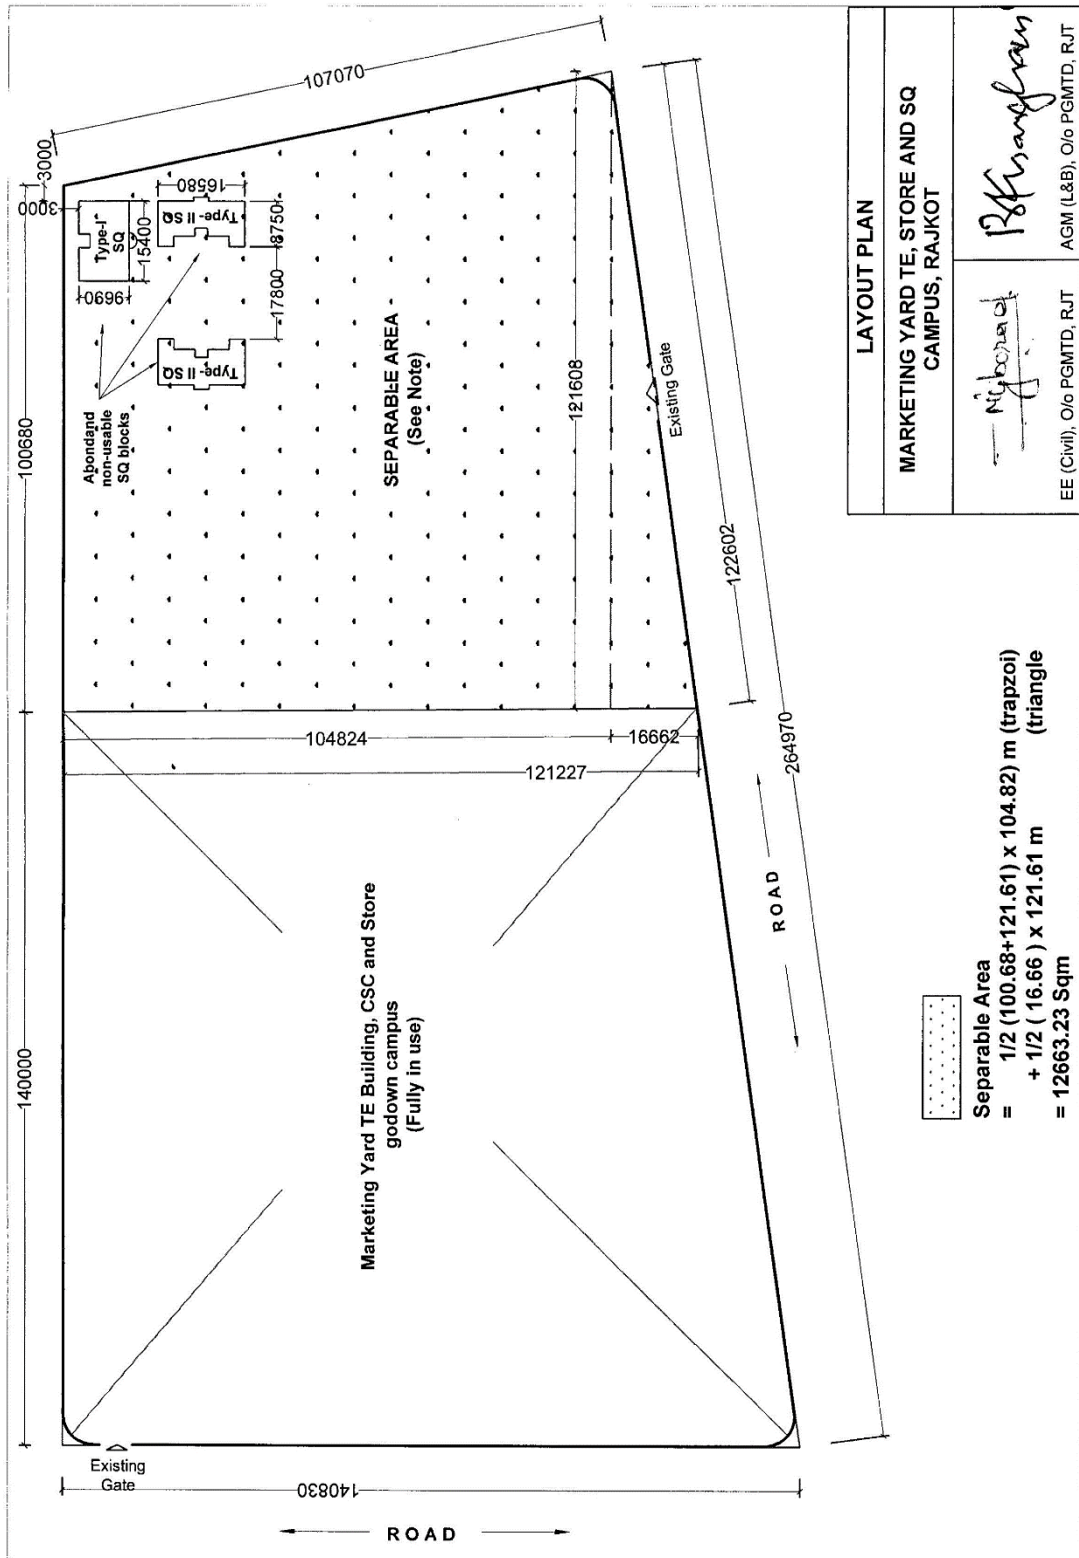 140000
100680
3000
3000
107070
Type-I
SQ
15400
9690
16580
Type- II SQ
8750
17800
Type- II SQ
Abondand
non-usable
SQ blocks
SEPARABLE AREA
(See Note)
121608
Existing Gate
122602
264970
104824
16662
121227
Marketing Yard TE Building, CSC and Store
godown campus
(Fully in use)
Existing
Gate
140830
ROAD
ROAD
Separable Area
= 1/2 (100.68+121.61) x 104.82) m (trapzoi)
+ 1/2 ( 16.66 ) x 121.61 m (triangle
= 12663.23 Sqm
LAYOUT PLAN
MARKETING YARD TE, STORE AND SQ
CAMPUS, RAJKOT
EE (Civil), O/o PGMTD, RJT
AGM (L&B), O/o PGMTD, RJT